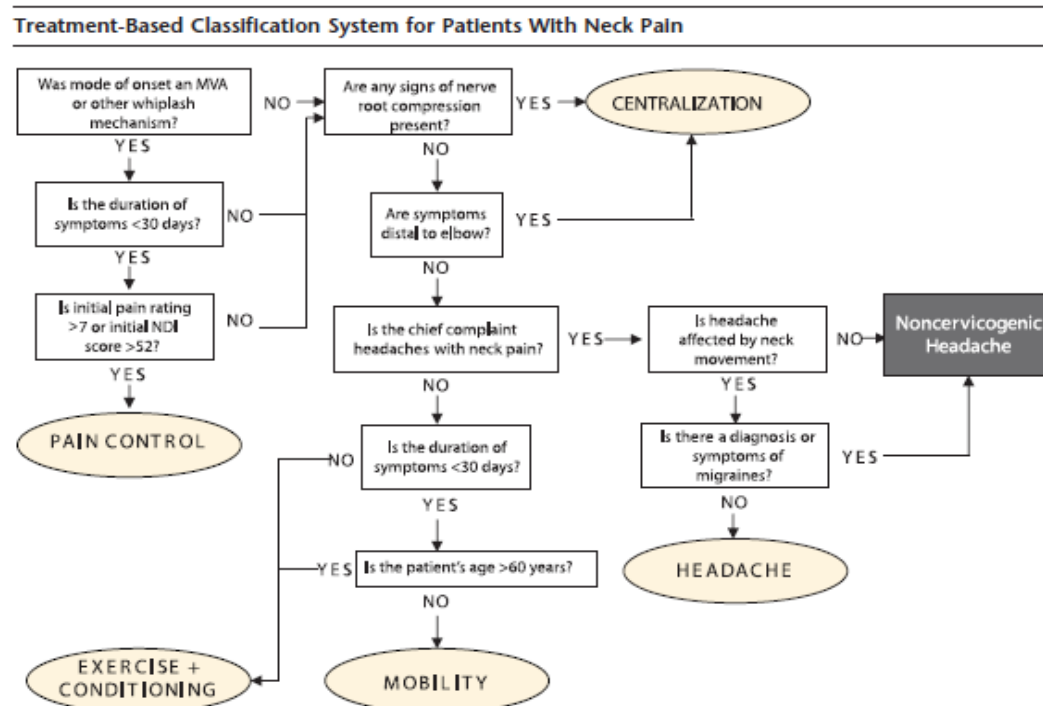 Treatment-Based Classification System for Patients With Neck Pain
Was mode of onset an MVA
or other whiplash
mechanism?
NO
Are any signs of nerve
root compression
present?
YES
CENTRALIZATION
YES
NO
Is the duration of
symptoms <30 days?
NO
Are symptoms
distal to elbow?
YES
YES
NO
Is initial pain rating
>7 or initial NDI
score >52?
NO
Is the chief complaint
headaches with neck pain?
YES
Is headache
affected by neck
movement?
NO
Noncervicogenic
Headache
YES
NO
YES
PAIN CONTROL
Is the duration of
symptoms <30 days?
NO
Is there a diagnosis or
symptoms of
migraines?
YES
YES
NO
Is the patient's age >60 years?
YES
HEADACHE
NO
EXERCISE +
CONDITIONING
MOBILITY